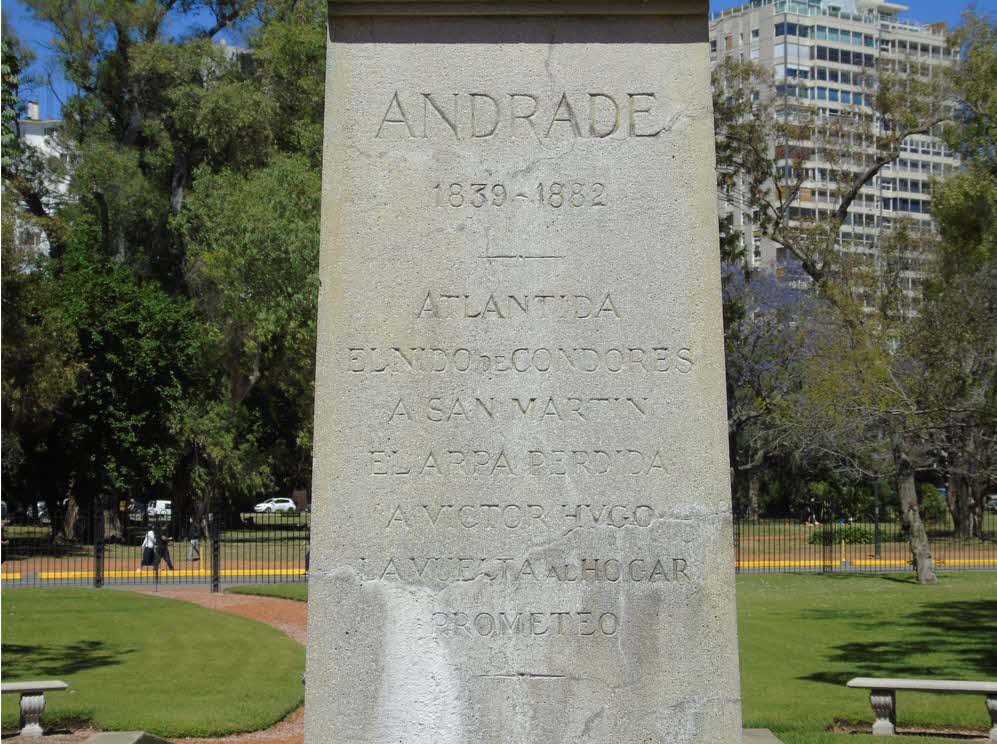 ANDRADE
1839-1882
ATLANTIDA
EL NIDO DE CONDORES
A SAN MARTIN
EL ARPA PERDIDA
A VICTOR HVGO
LA VUELTA AL HOGAR
PROMETEO